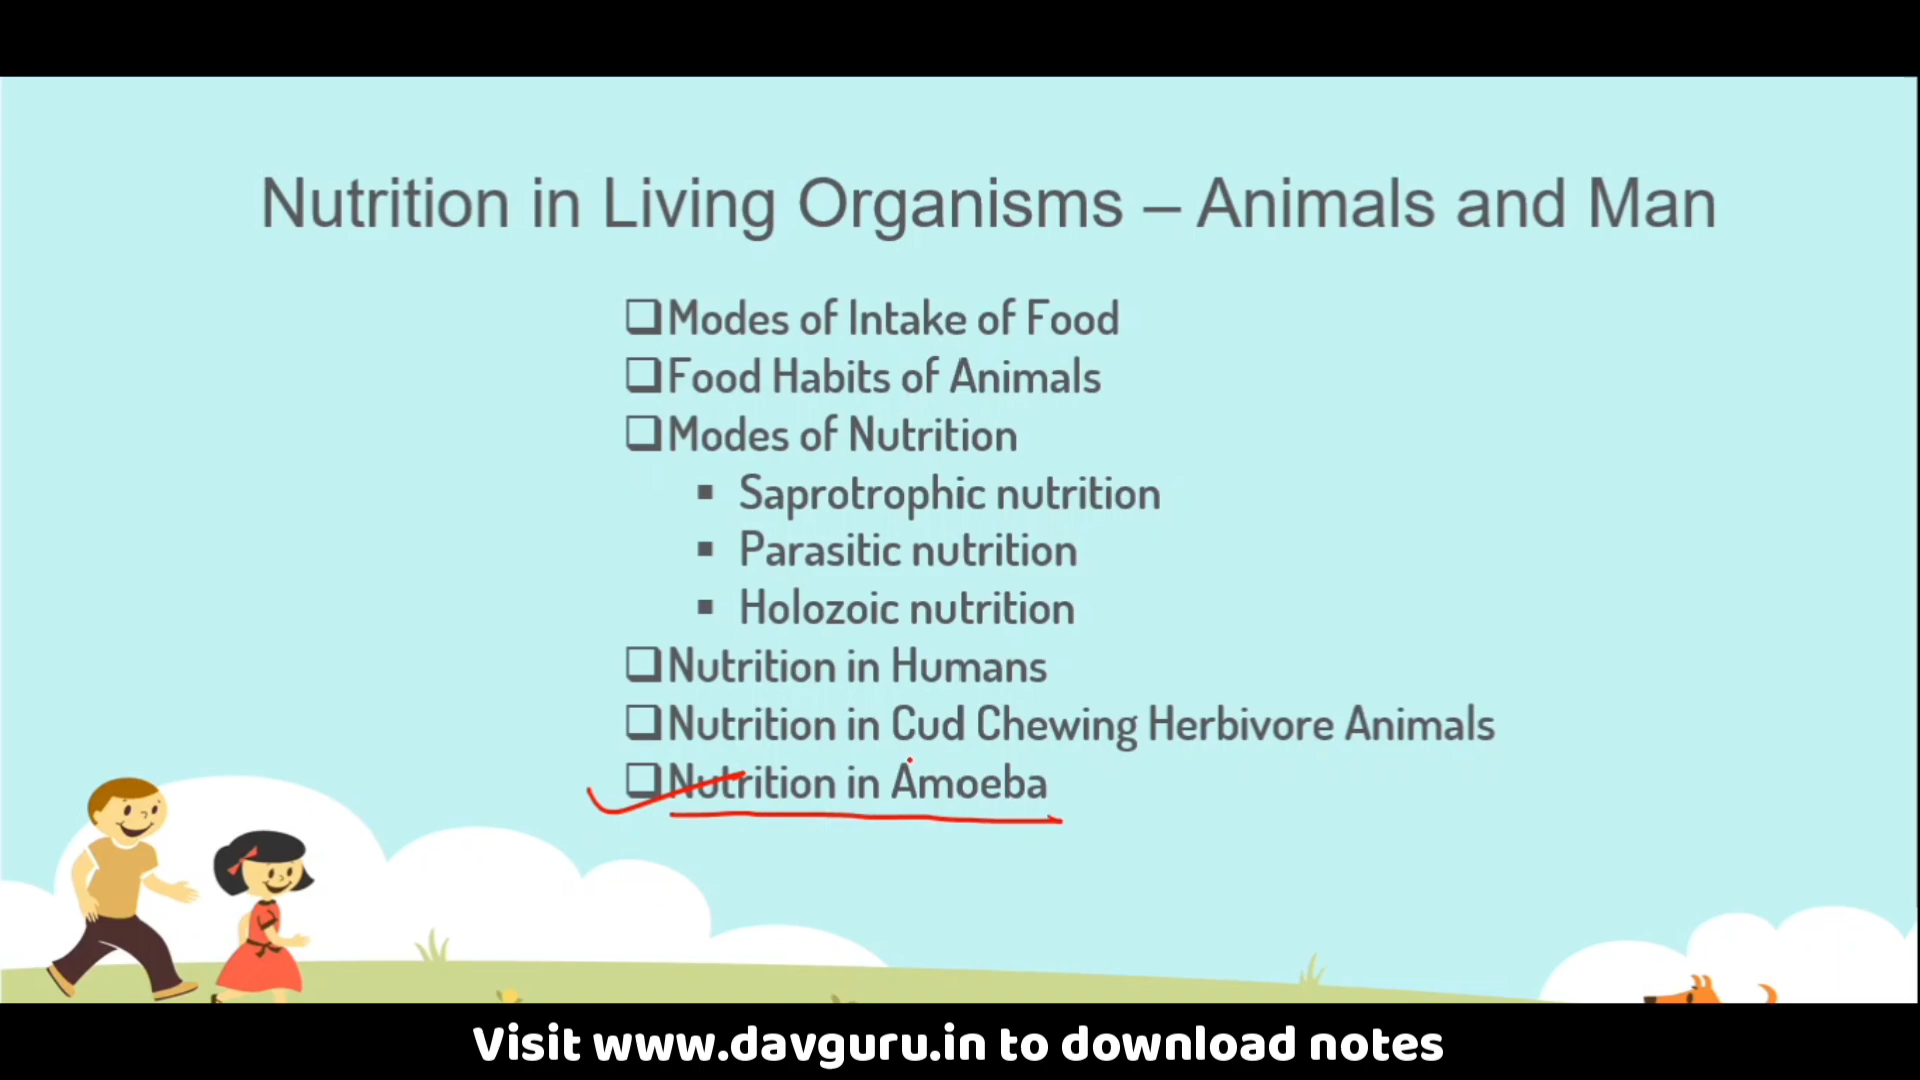 Nutrition in Living Organisms – Animals and Man
❑Modes of Intake of Food
❑Food Habits of Animals
❑Modes of Nutrition
▪ Saprotrophic nutrition
▪ Parasitic nutrition
▪ Holozoic nutrition
❑Nutrition in Humans
❑Nutrition in Cud Chewing Herbivore Animals
❑Nutrition in Amoeba
Visit www.davguru.in to download notes